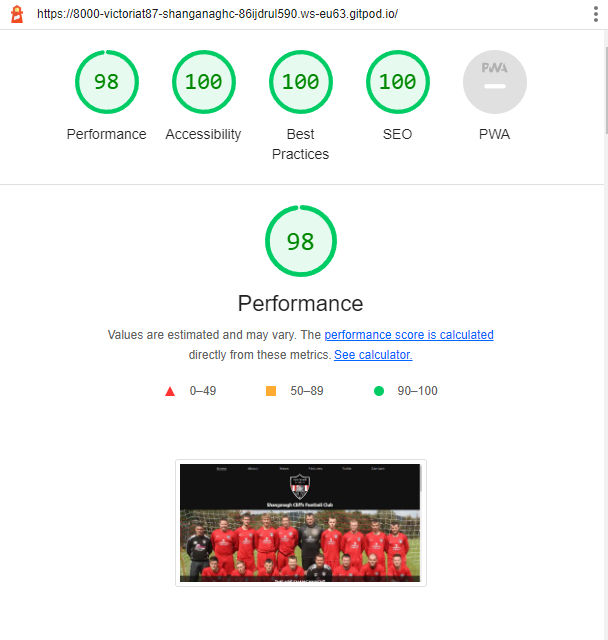 https://8000-victoriat87-shanganaghc-86ijdrul590.ws-eu63.gitpod.io/
98
100
100
100
PWA
Performance
Accessibility
Best
Practices
SEO
PWA
98
Performance
Values are estimated and may vary. The performance score is calculated
directly from these metrics. See calculator.
0–49
50–89
90–100
Shanganagh Cliffs Football Club